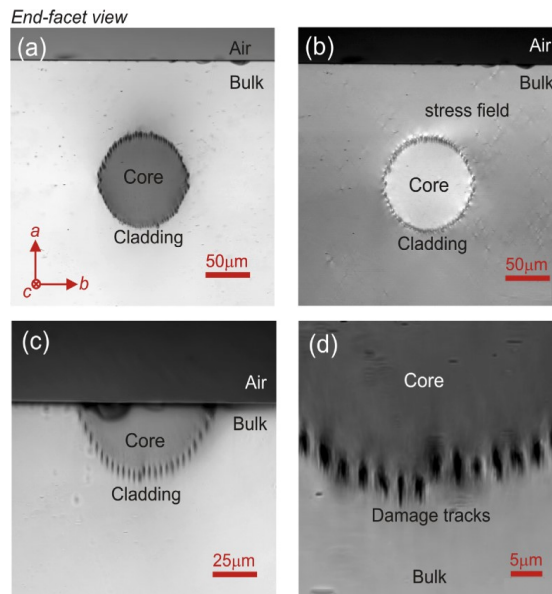 End-facet view
(a)
Air
Bulk
Core
Cladding
a
b
c
50μm
(b)
Air
Bulk
stress field
Core
Cladding
50μm
(c)
Air
Bulk
Core
Cladding
25μm
(d)
Core
Damage tracks
Bulk
5μm